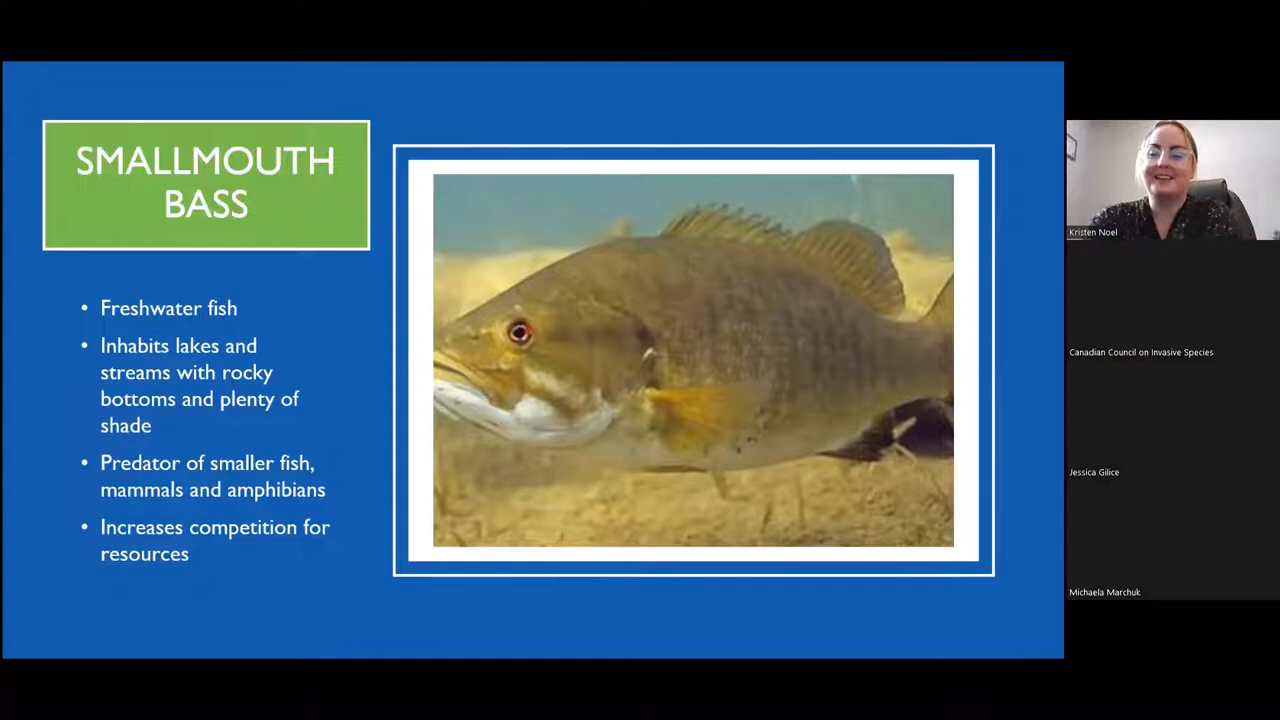 SMALLMOUTH
BASS
• Freshwater fish
• Inhabits lakes and
streams with rocky
bottoms and plenty of
shade
• Predator of smaller fish,
mammals and amphibians
• Increases competition for
resources
Kristen Noel
Canadian Council on Invasive Species
Jessica Gilice
Michaela Marchuk